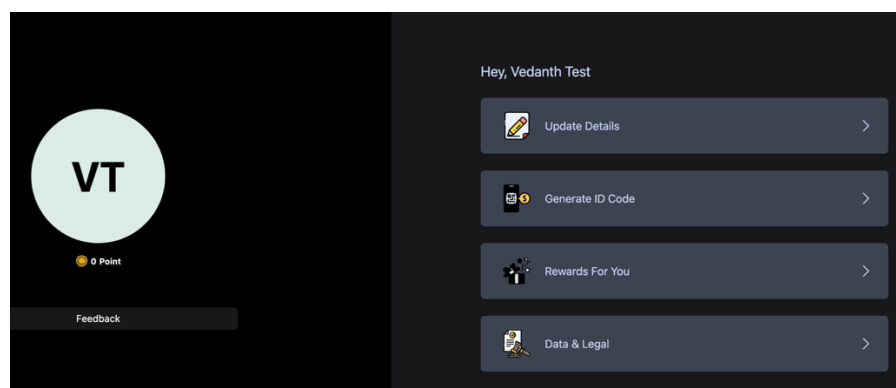 VT
0 Point
Feedback
Hey, Vedanth Test
Update Details
Generate ID Code
Rewards For You
Data & Legal